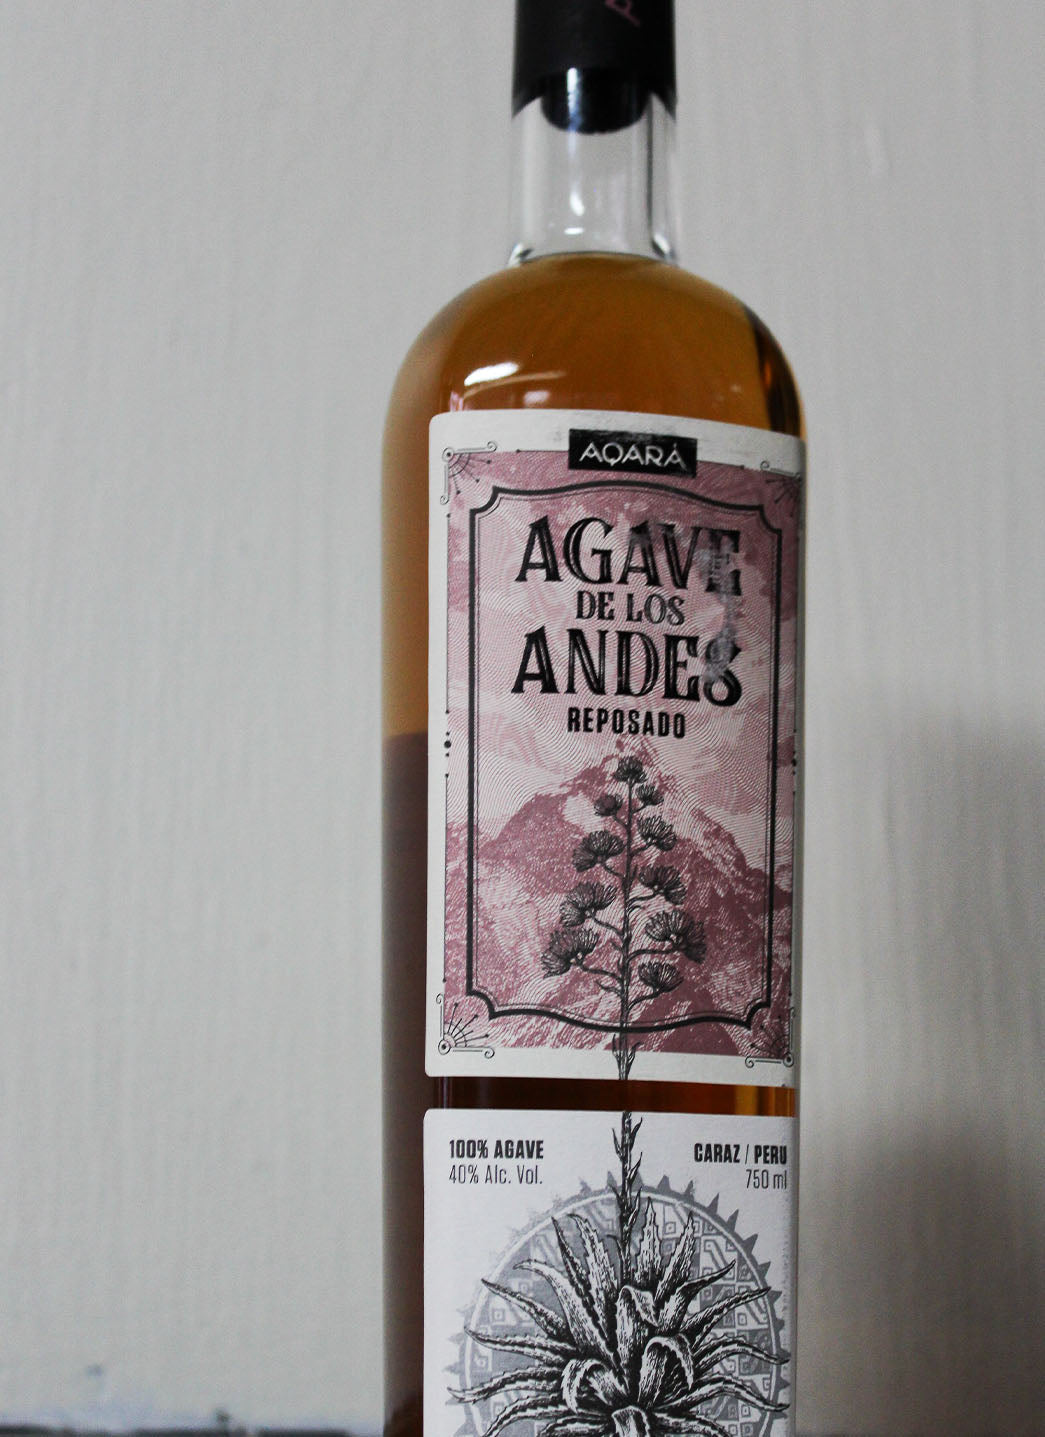 AQARÁ
AGAVE
DE LOS
ANDES
REPOSADO
100% AGAVE
40% Alc. Vol.
CARAZ / PERU
750 ml